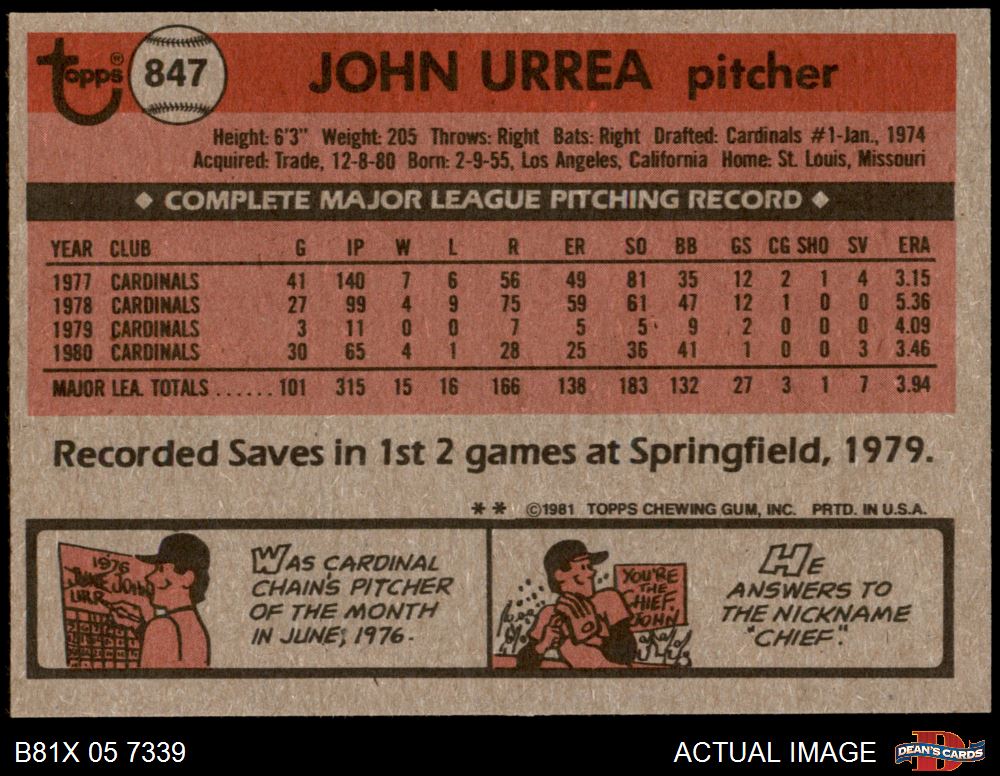 Topps® 847 JOHN URREA pitcher
Height: 6'3" Weight: 205 Throws: Right Bats: Right Drafted: Cardinals #1-Jan., 1974
Acquired: Trade, 12-8-80 Born: 2-9-55, Los Angeles, California Home: St. Louis, Missouri
◆ COMPLETE MAJOR LEAGUE PITCHING RECORD ◆
YEAR CLUB G IP W L R ER SO BB GS CG SHO SV ERA
1977 CARDINALS 41 140 7 6 56 49 81 35 12 2 1 4 3.15
1978 CARDINALS 27 99 4 9 75 59 61 47 12 1 0 0 5.36
1979 CARDINALS 3 11 0 0 7 5 5 9 2 0 0 0 4.09
1980 CARDINALS 30 65 4 1 28 25 36 41 1 0 0 3 3.46
MAJOR LEA. TOTALS ...... 101 315 15 16 166 138 183 132 27 3 1 7 3.94
Recorded Saves in 1st 2 games at Springfield, 1979.
** ©1981 TOPPS CHEWING GUM, INC. PRTD. IN U.S.A.
1976
JUNE JOHN
URR
WAS CARDINAL
CHAIN'S PITCHER
OF THE MONTH
IN JUNE, 1976.
YOU'RE
THE
CHIEF,
JOHN
HE
ANSWERS TO
THE NICKNAME
"CHIEF."
B81X 05 7339
ACTUAL IMAGE
DEAN'S CARDS